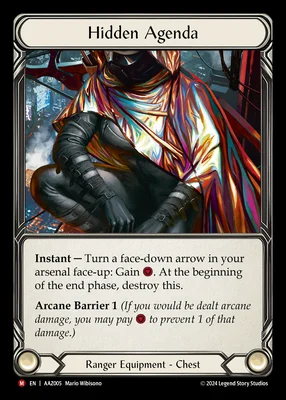 Hidden Agenda
Instant — Turn a face-down arrow in your
arsenal face-up: Gain . At the beginning
of the end phase, destroy this.
Arcane Barrier 1 (If you would be dealt arcane
damage, you may pay  to prevent 1 of that
damage.)
Ranger Equipment - Chest
M EN | AAZ005 Mario Wibisono
© 2024 Legend Story Studios